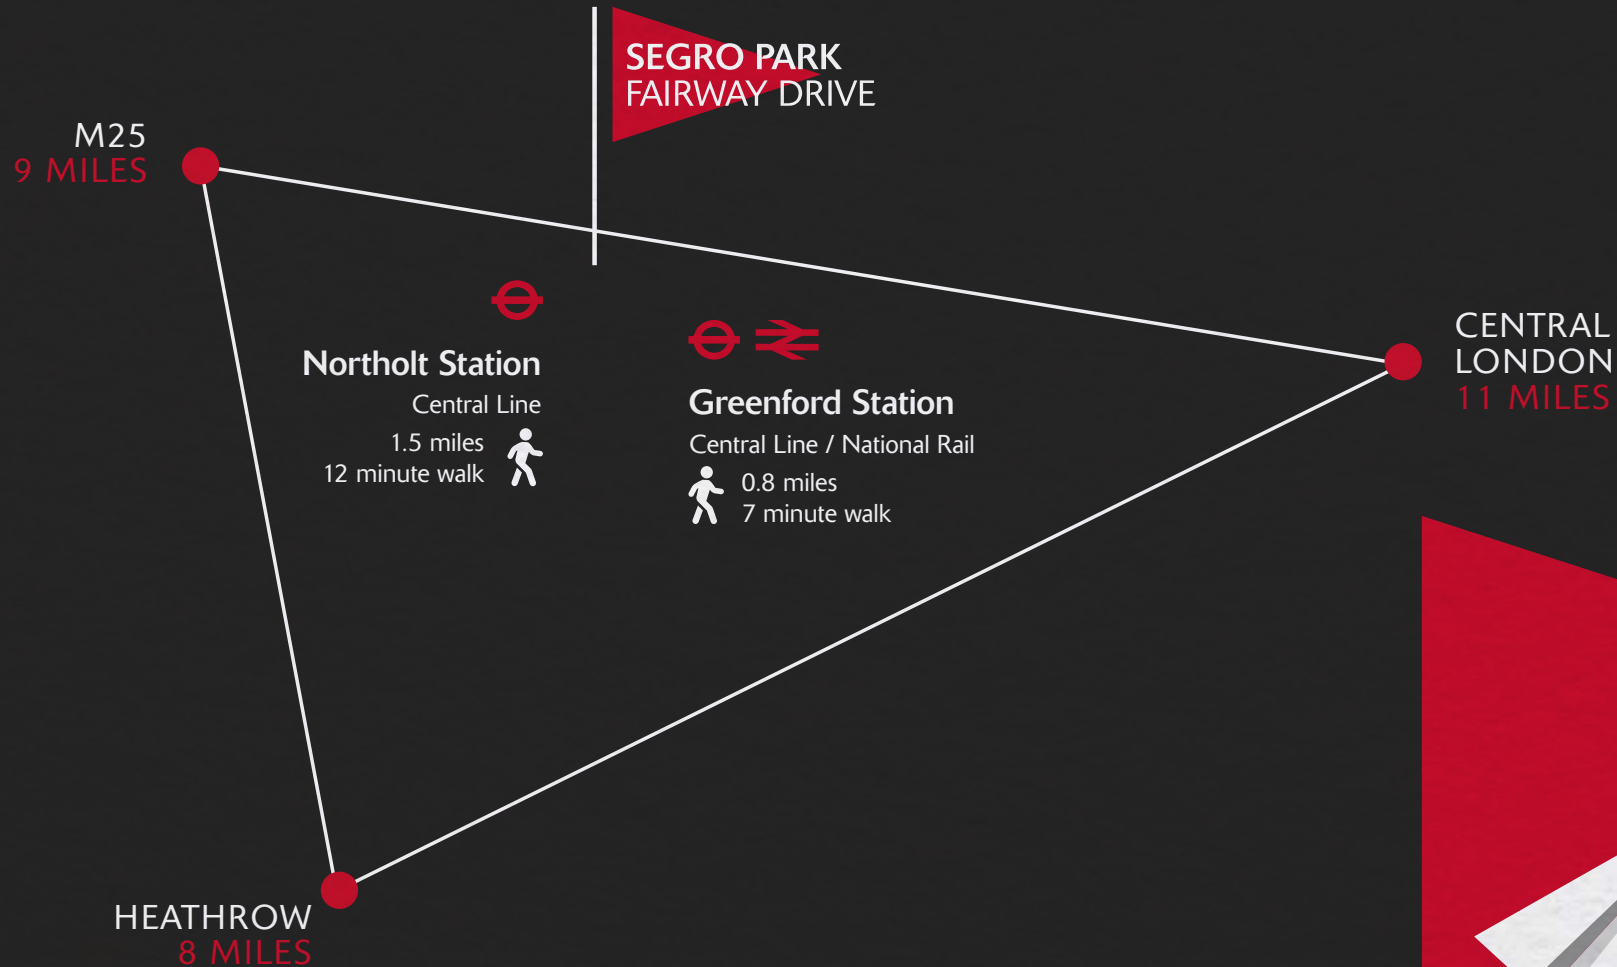 SEGRO PARK
FAIRWAY DRIVE
M25
9 MILES
Northolt Station
Central Line
1.5 miles
12 minute walk
Greenford Station
Central Line / National Rail
0.8 miles
7 minute walk
CENTRAL
LONDON
11 MILES
HEATHROW
8 MILES